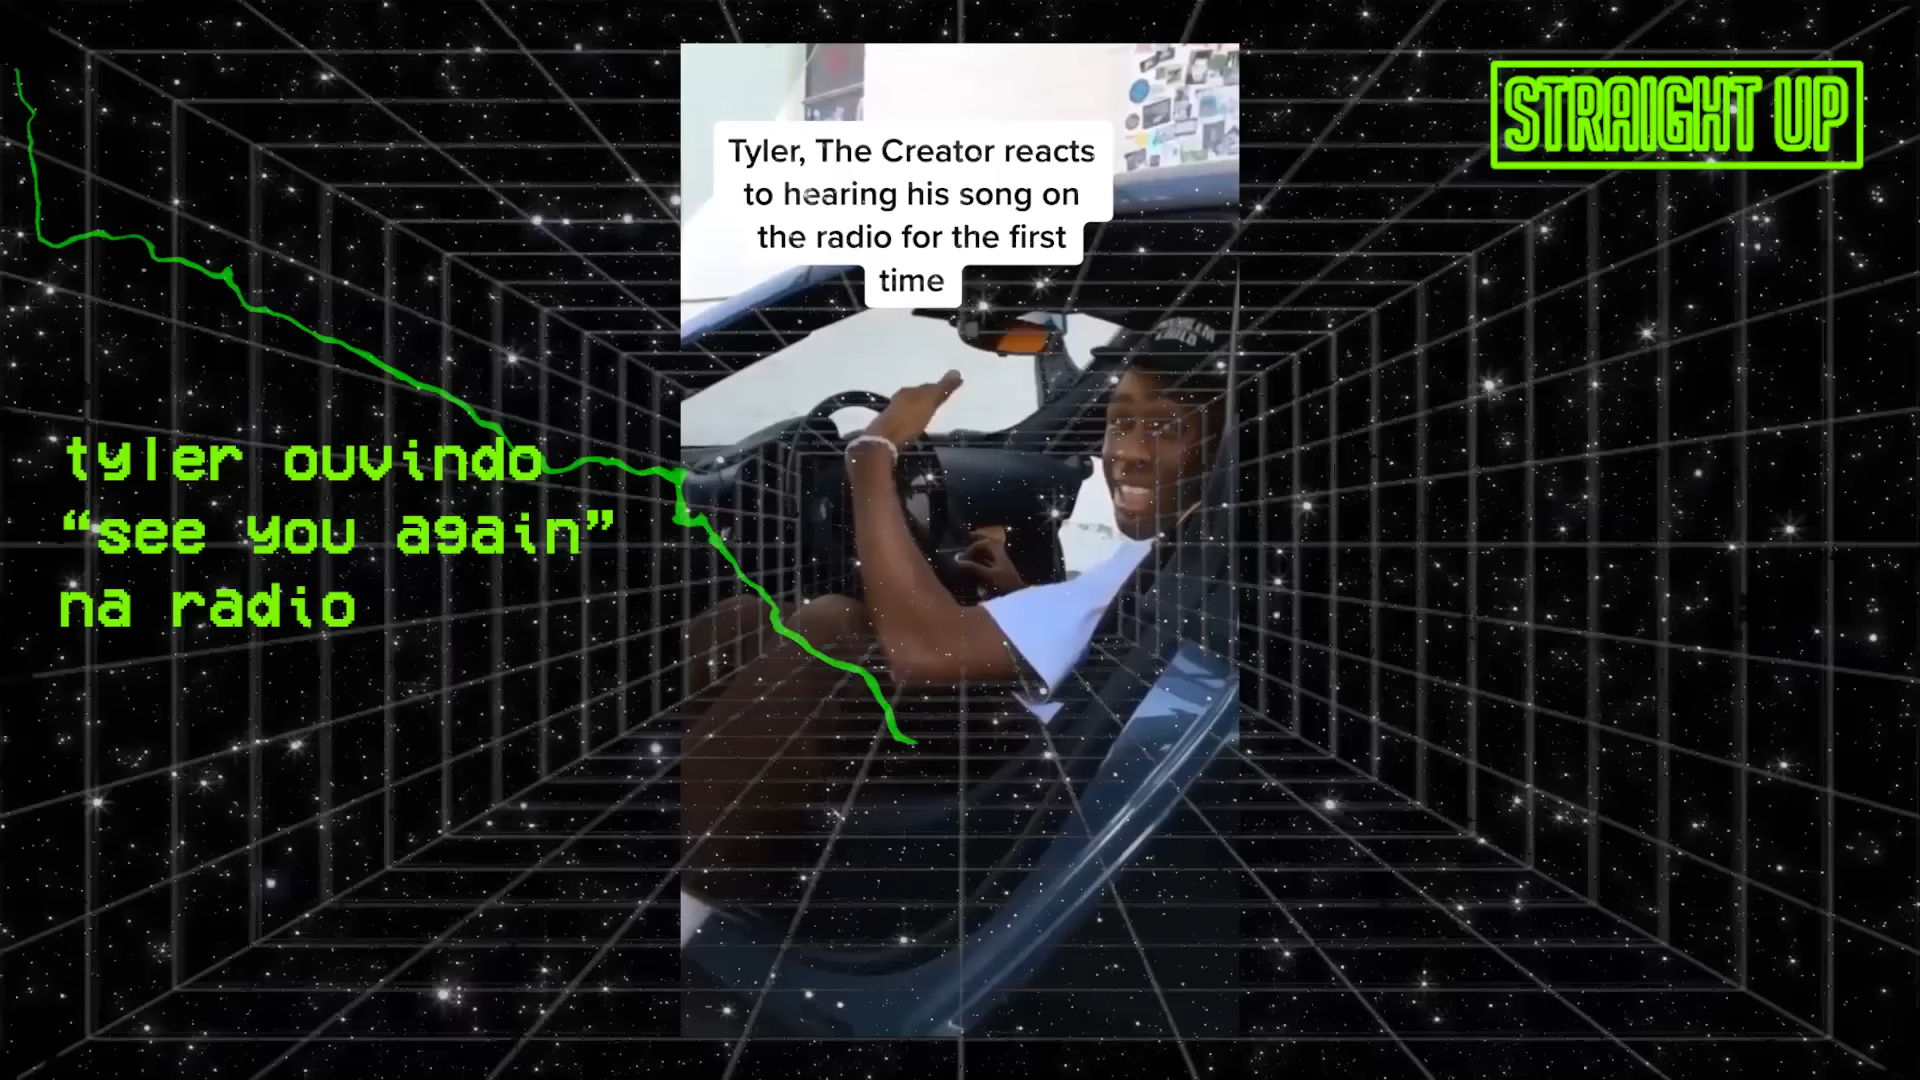 STRAIGHT UP
Tyler, The Creator reacts
to hearing his song on
the radio for the first
time
tyler ouvindo
“see you again”
na radio